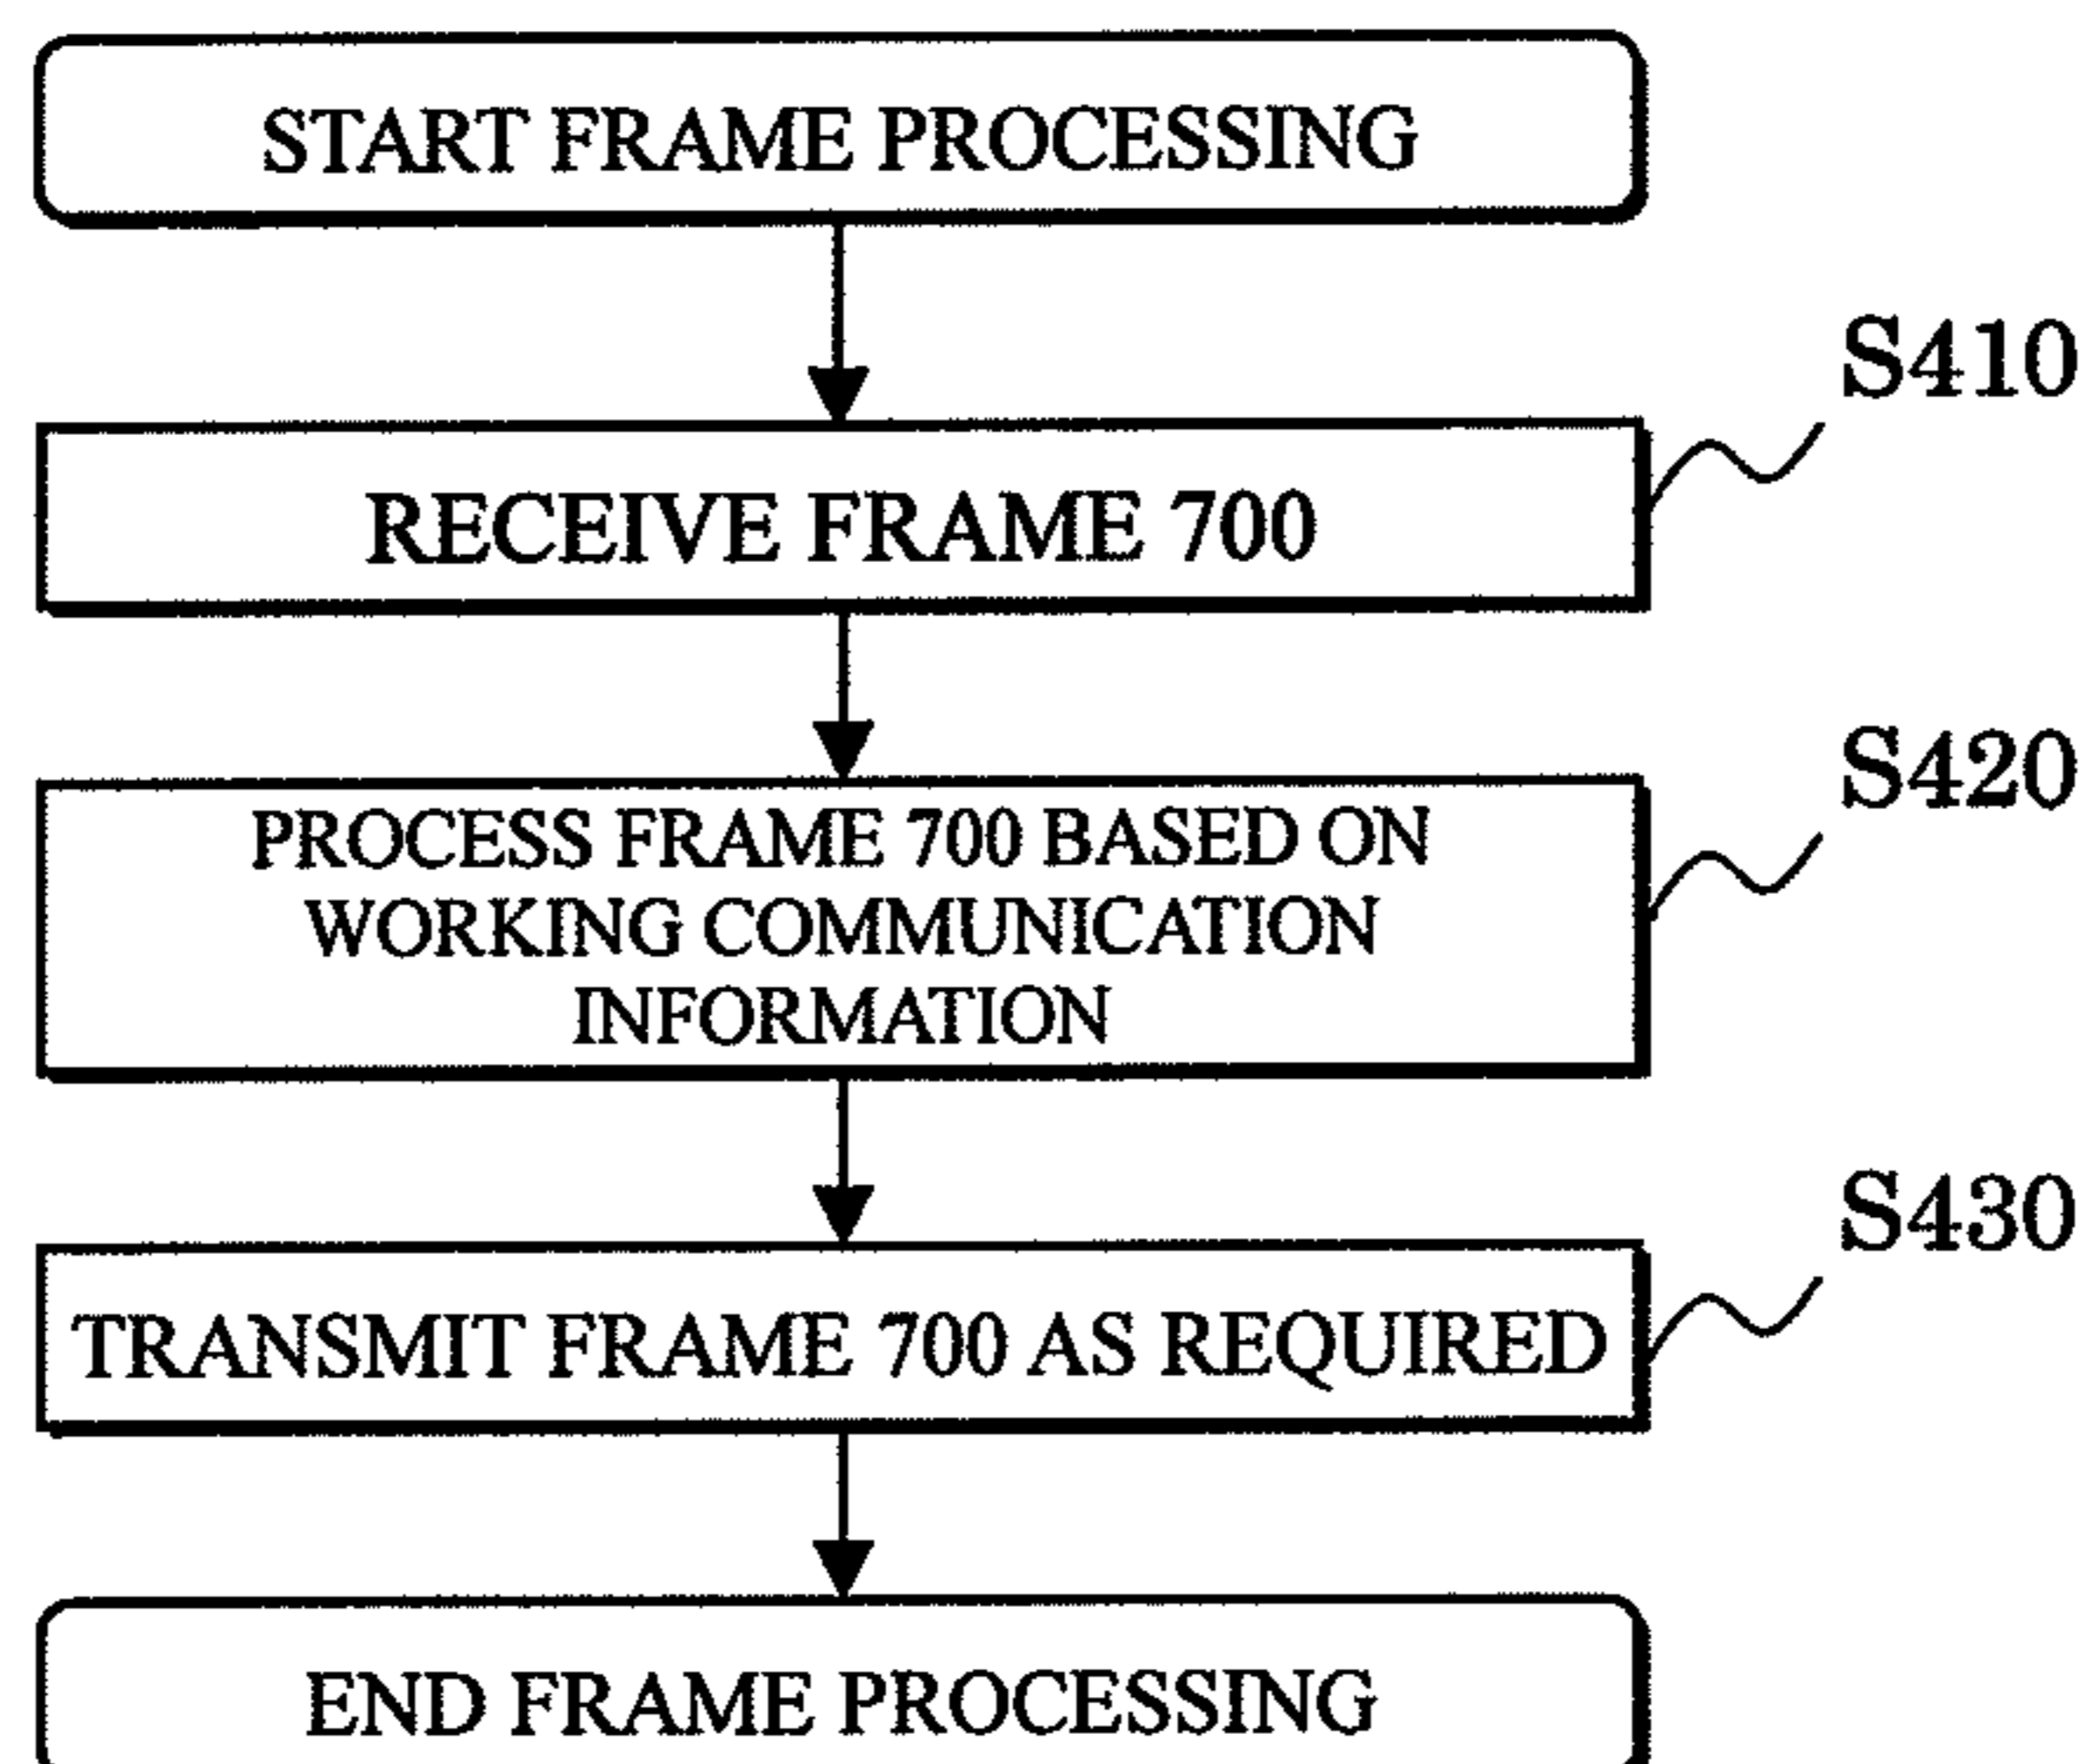 START FRAME PROCESSING
S410
RECEIVE FRAME 700
S420
PROCESS FRAME 700 BASED ON
WORKING COMMUNICATION
INFORMATION
S430
TRANSMIT FRAME 700 AS REQUIRED
END FRAME PROCESSING